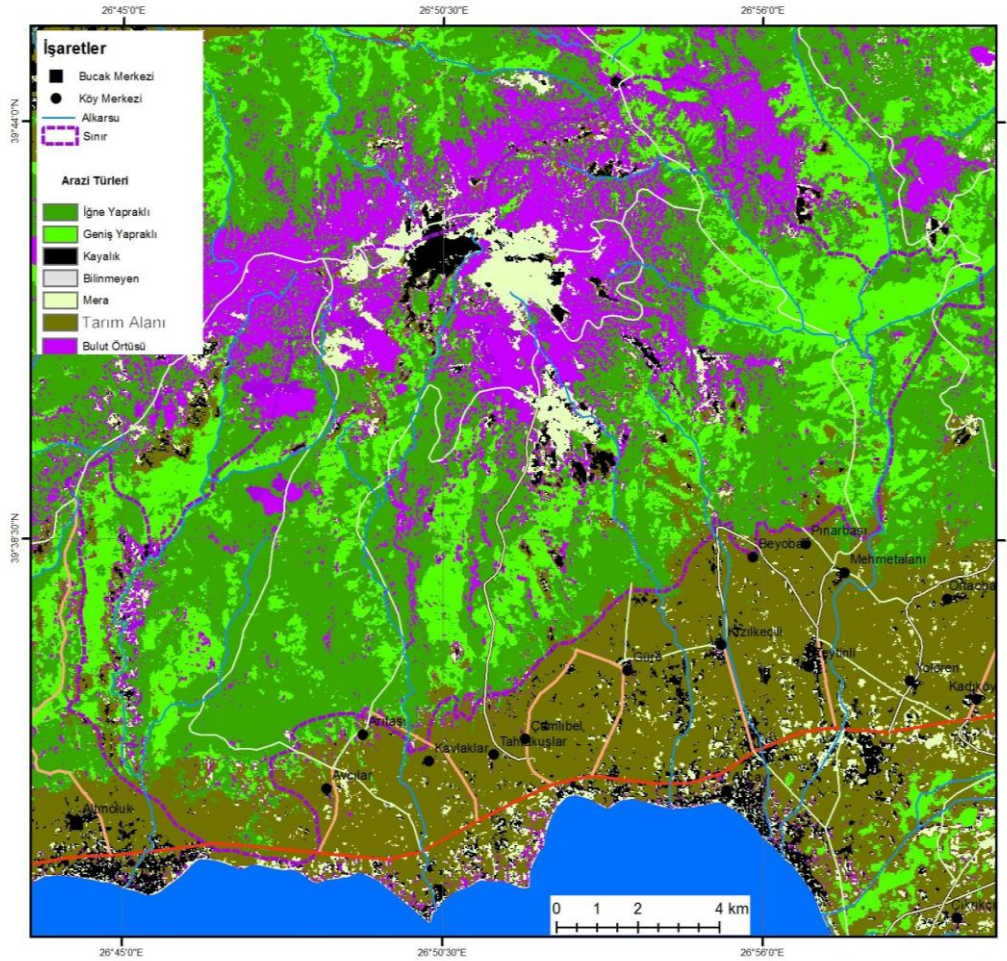 26°45'0"E
26°50'30"E
26°56'0"E
39°44'0"N
39°38'30"N
İşaretler
Bucak Merkezi
Köy Merkezi
Alkarsu
Sınır
Arazi Türleri
İğne Yapraklı
Geniş Yapraklı
Kayalık
Bilinmeyen
Mera
Tarım Alanı
Bulut Örtüsü
Pınarbaşı
Beyoba
Mehmetalanı
Kızılkeçili
Zeytinli
Güre
Yolören
Kadıköy
Arıtaşı
Çamlıbel,
Kavlaklar
Tahtakuşlar
Avcılar
Altınoluk
0 1 2 4 km
26°45'0"E
26°50'30"E
26°56'0"E